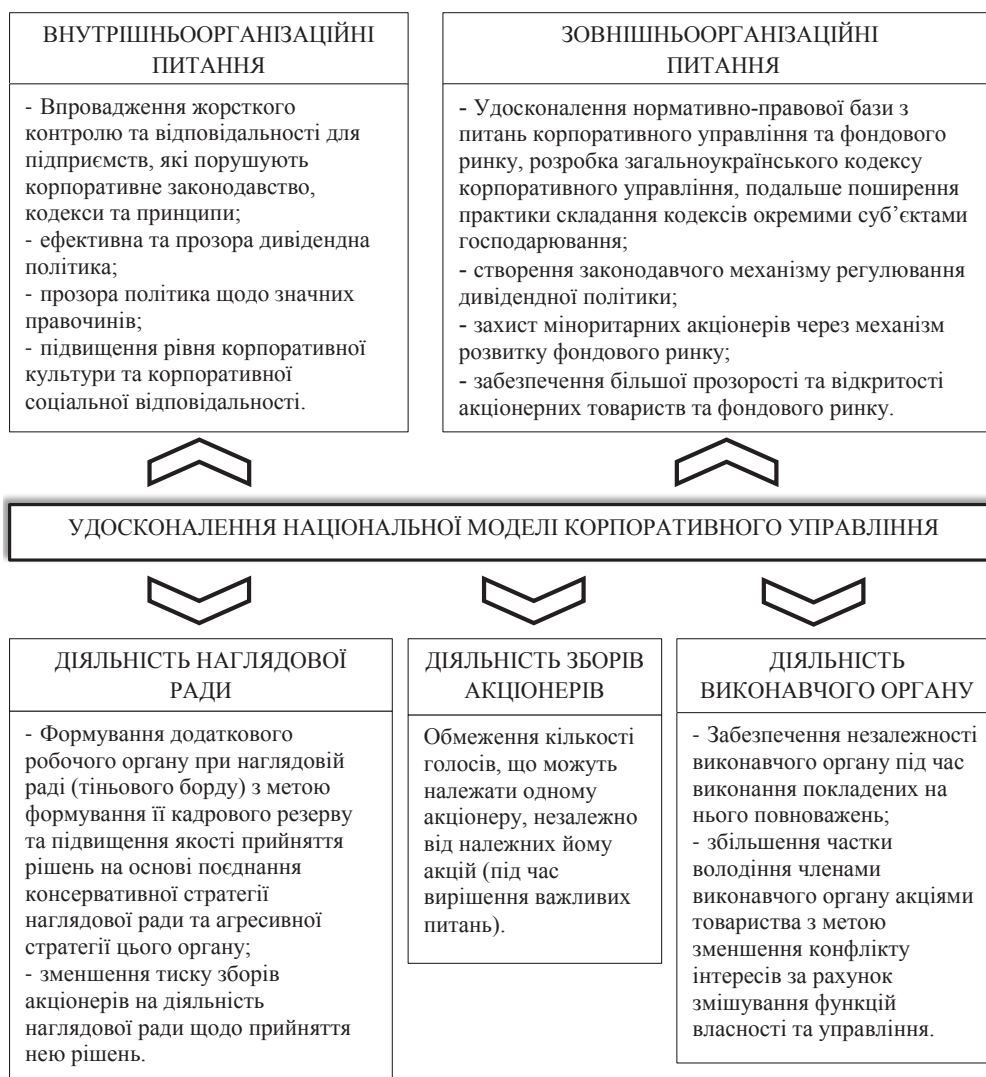 ВНУТРІШНЬООРГАНІЗАЦІЙНІ
ПИТАННЯ
- Впровадження жорсткого
контролю та відповідальності для
підприємств, які порушують
корпоративне законодавство,
кодекси та принципи;
- ефективна та прозора дивідендна
політика;
- прозора політика щодо значних
правочинів;
- підвищення рівня корпоративної
культури та корпоративної
соціальної відповідальності.
ЗОВНІШНЬООРГАНІЗАЦІЙНІ
ПИТАННЯ
- Удосконалення нормативно-правової бази з
питань корпоративного управління та фондового
ринку, розробка загальноукраїнського кодексу
корпоративного управління, подальше поширення
практики складання кодексів окремими суб’єктами
господарювання;
- створення законодавчого механізму регулювання
дивідендної політики;
- захист міноритарних акціонерів через механізм
розвитку фондового ринку;
- забезпечення більшої прозорості та відкритості
акціонерних товариств та фондового ринку.
УДОСКОНАЛЕННЯ НАЦІОНАЛЬНОЇ МОДЕЛІ КОРПОРАТИВНОГО УПРАВЛІННЯ
ДІЯЛЬНІСТЬ НАГЛЯДОВОЇ
РАДИ
- Формування додаткового
робочого органу при наглядовій
раді (тіньового борду) з метою
формування її кадрового резерву
та підвищення якості прийняття
рішень на основі поєднання
консервативної стратегії
наглядової ради та агресивної
стратегії цього органу;
- зменшення тиску зборів
акціонерів на діяльність
наглядової ради щодо прийняття
нею рішень.
ДІЯЛЬНІСТЬ ЗБОРІВ
АКЦІОНЕРІВ
Обмеження кількості
голосів, що можуть
належати одному
акціонеру, незалежно
від належних йому
акцій (під час
вирішення важливих
питань).
ДІЯЛЬНІСТЬ
ВИКОНАВЧОГО ОРГАНУ
- Забезпечення незалежності
виконавчого органу під час
виконання покладених на
нього повноважень;
- збільшення частки
володіння членами
виконавчого органу акціями
товариства з метою
зменшення конфлікту
інтересів за рахунок
змішування функцій
власності та управління.